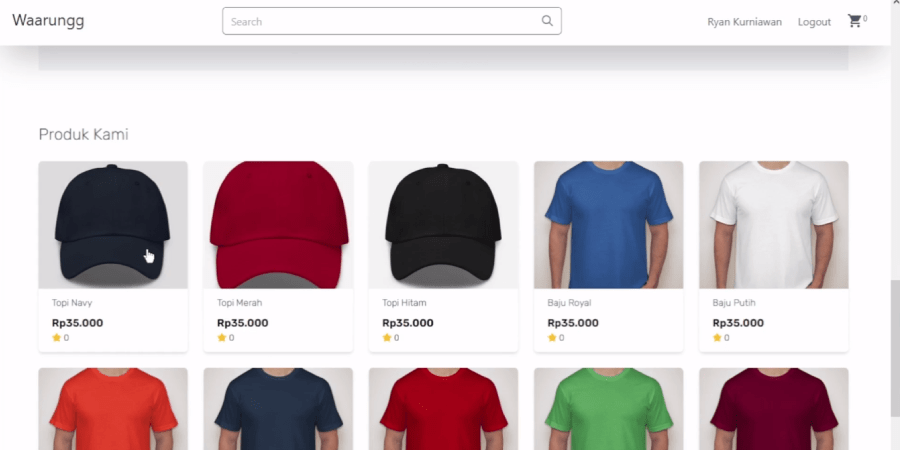 Waarungg
Search
Ryan Kurniawan
Logout
0
Produk Kami
Topi Navy
Rp35.000
0
Topi Merah
Rp35.000
0
Topi Hitam
Rp35.000
0
Baju Royal
Rp35.000
0
Baju Putih
Rp35.000
0